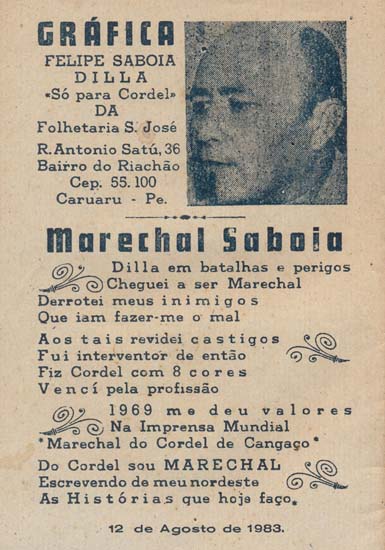 GRÁFICA
FELIPE SABOIA
DILLA
«Só para Cordel»
DA
Folhetaria S. José
R. Antonio Satú, 36
Bairro do Riachão
Cep. 55.100
Caruaru - Pe.
Marechal Saboia
Dilla em batalhas e perigos
Cheguei a ser Marechal
Derrotei meus inimigos
Que iam fazer-me o mal
Aos tais revidei castigos
Fui interventor de então
Fiz Cordel com 8 cores
Vencí pela profissão
1969 me deu valores
Na Imprensa Mundial
"Marechal do Cordel de Cangaço"
Do Cordel sou MARECHAL
Escrevendo de meu nordeste
As Histórias que hoje faço.
12 de Agosto de 1983.